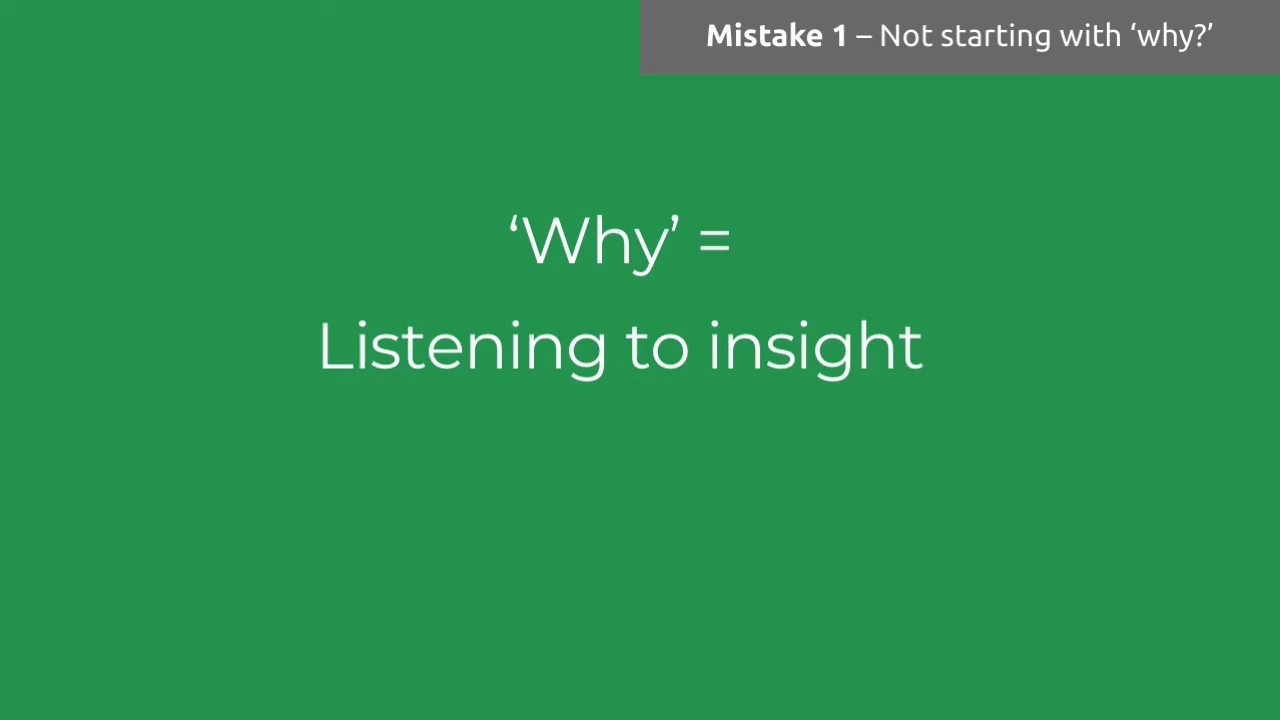 Mistake 1 – Not starting with ‘why?’
‘Why’ =
Listening to insight